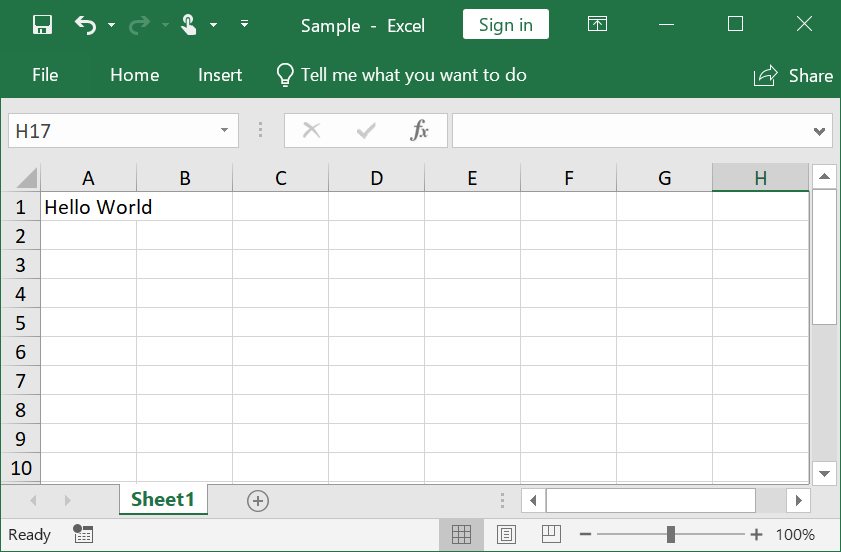 Sample - Excel Sign in
File Home Insert Tell me what you want to do Share
H17 fx
A B C D E F G H
1 Hello World
2
3
4
5
6
7
8
9
10
Sheet1
Ready 100%